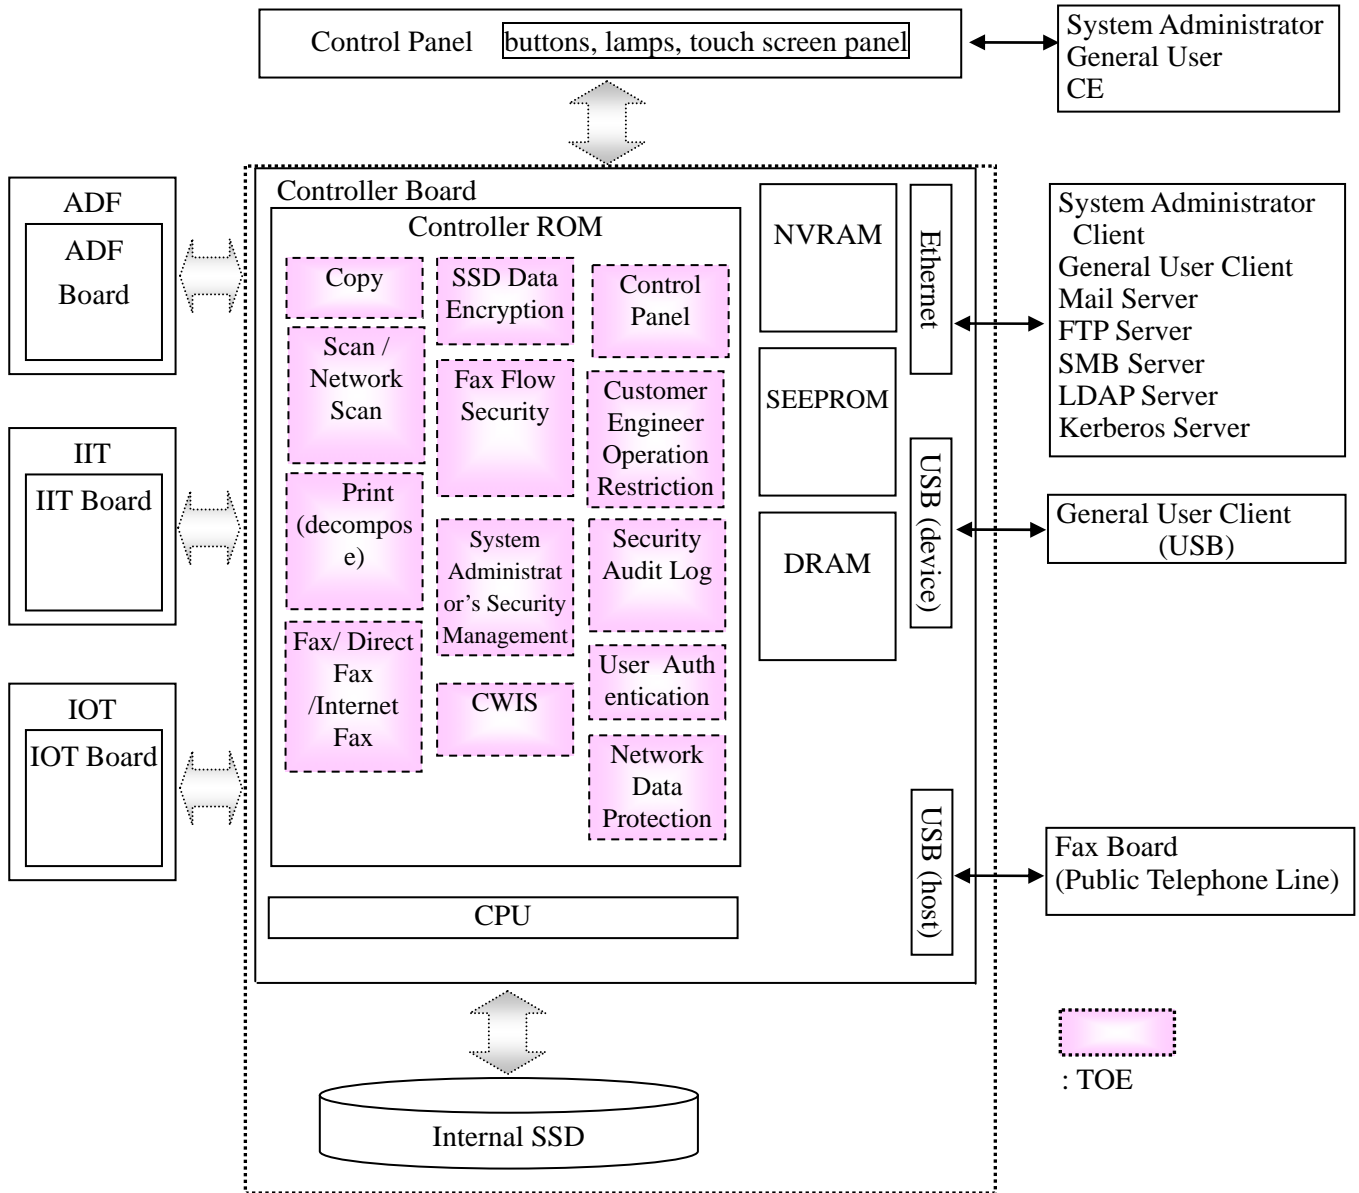 Control Panel
buttons, lamps, touch screen panel
System Administrator
General User
CE
ADF
ADF
Board
IIT
IIT Board
IOT
IOT Board
Controller Board
Controller ROM
Copy
Scan /
Network
Scan
Print
(decompos
e)
Fax/ Direct
Fax
/Internet
Fax
SSD Data
Encryption
Fax Flow
Security
System
Administrat
or’s Security
Management
CWIS
Control
Panel
Customer
Engineer
Operation
Restriction
Security
Audit Log
User Auth
entication
Network
Data
Protection
CPU
NVRAM
SEEPROM
DRAM
Ethernet
USB (device)
USB (host)
System Administrator
Client
General User Client
Mail Server
FTP Server
SMB Server
LDAP Server
Kerberos Server
General User Client
(USB)
Fax Board
(Public Telephone Line)
Internal SSD
: TOE